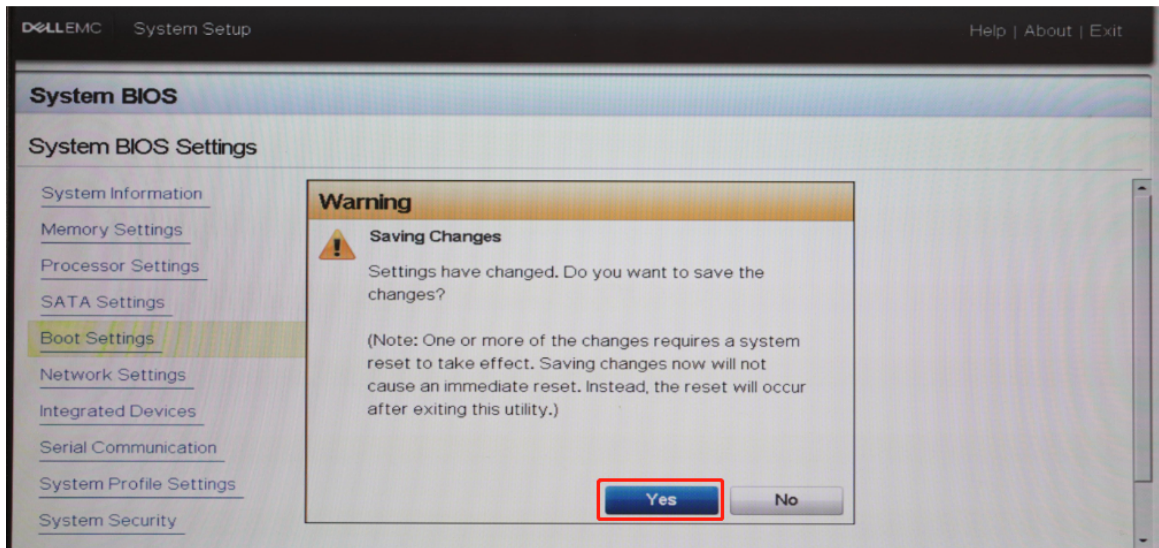 DELLEMC System Setup Help | About | Exit
System BIOS
System BIOS Settings
System Information
Memory Settings
Processor Settings
SATA Settings
Boot Settings
Network Settings
Integrated Devices
Serial Communication
System Profile Settings
System Security
Warning
Saving Changes
Settings have changed. Do you want to save the
changes?
(Note: One or more of the changes requires a system
reset to take effect. Saving changes now will not
cause an immediate reset. Instead, the reset will occur
after exiting this utility.)
Yes No